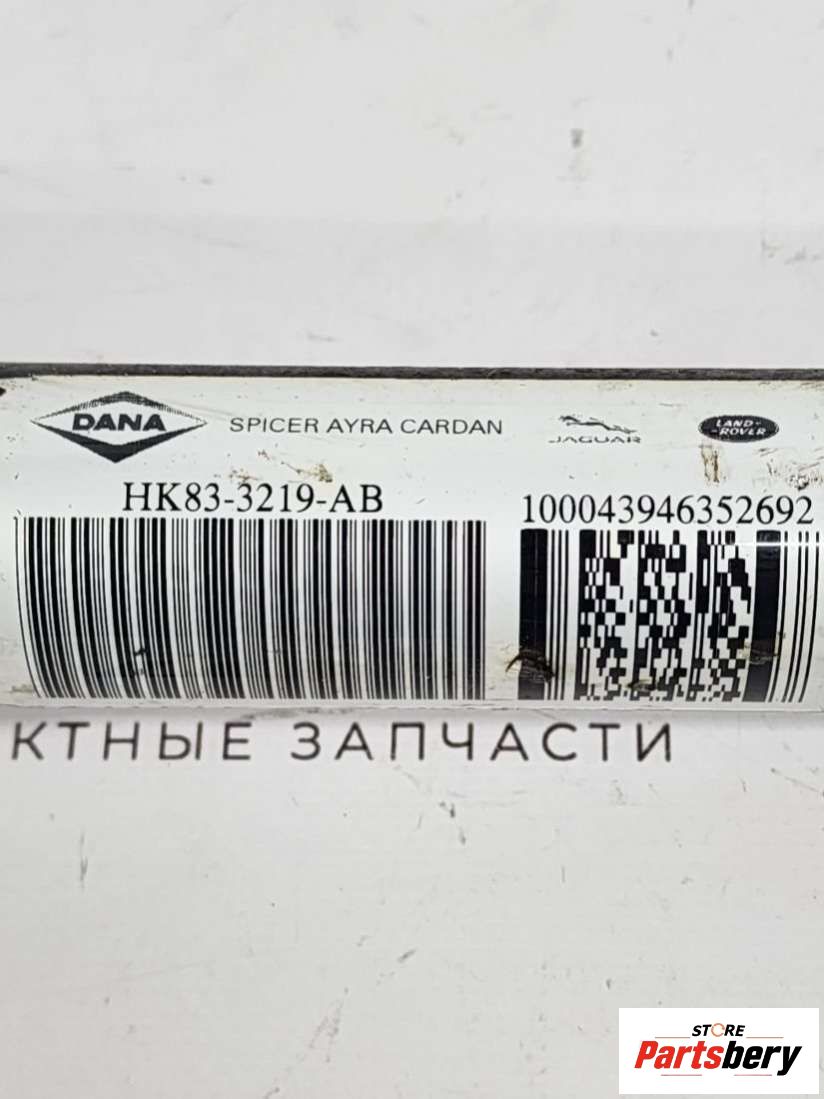 DANA
SPICER AYRA CARDAN
JAGUAR
LAND-
-ROVER
HK83-3219-AB
100043946352692
КТНЫЕ ЗАПЧАСТИ
STORE
Partsbery